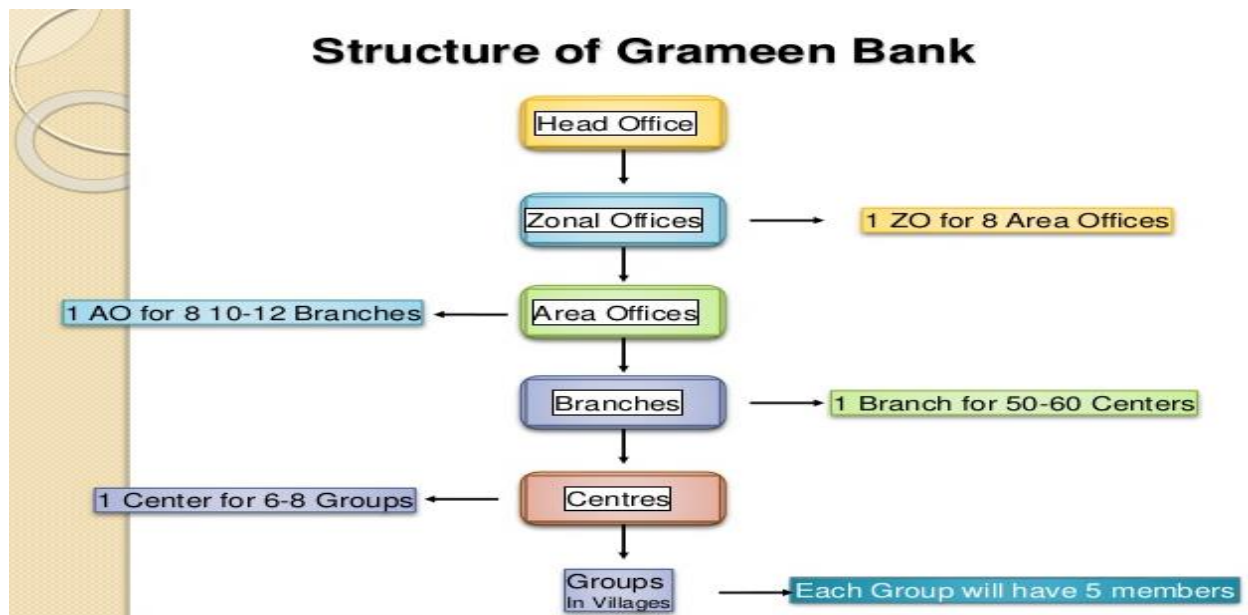 Structure of Grameen Bank
Head Office
Zonal Offices
1 ZO for 8 Area Offices
1 AO for 8 10-12 Branches
Area Offices
Branches
1 Branch for 50-60 Centers
1 Center for 6-8 Groups
Centres
Groups
In Villages
Each Group will have 5 members